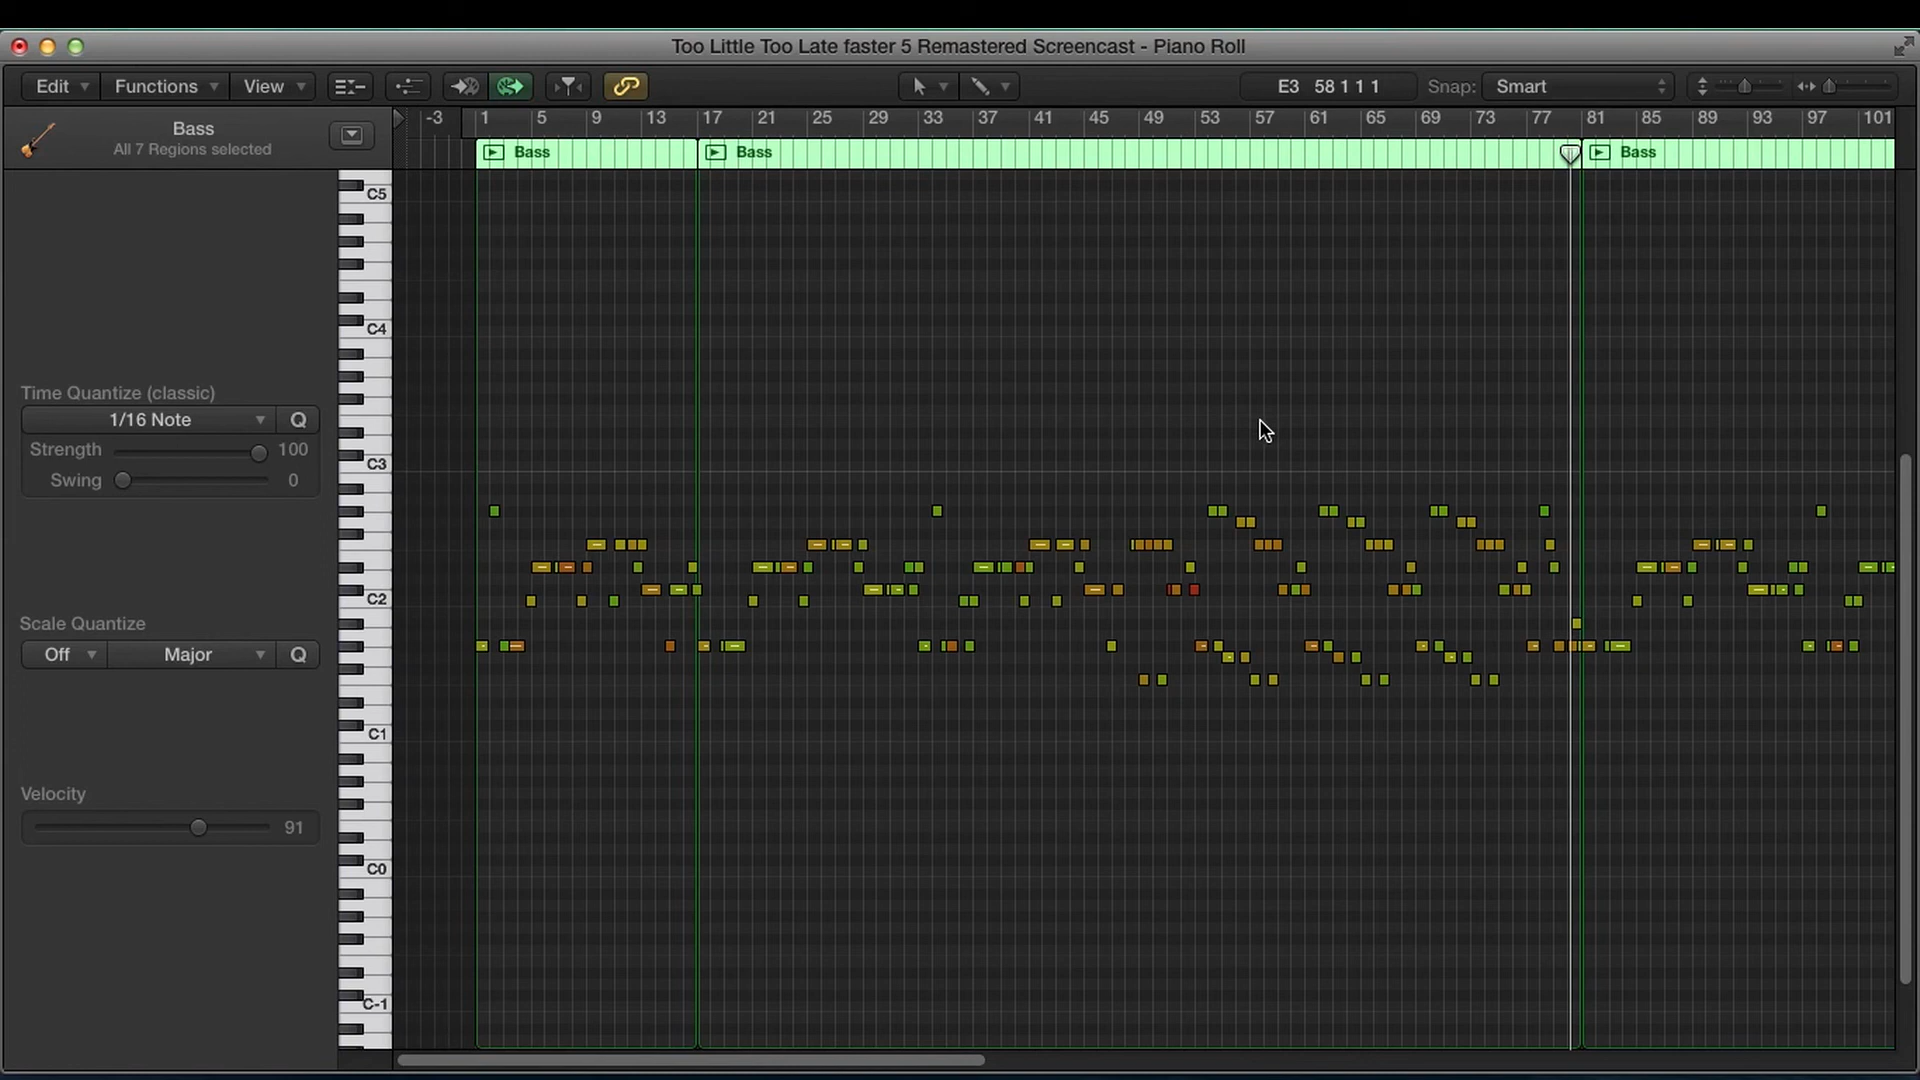 Too Little Too Late faster 5 Remastered Screencast - Piano Roll
Edit Functions View E3 58 1 1 1 Snap: Smart
-3 1 5 9 13 17 21 25 29 33 37 41 45 49 53 57 61 65 69 73 77 81 85 89 93 97 101
Bass
All 7 Regions selected
Bass Bass Bass
C5
C4
Time Quantize (classic)
1/16 Note Q
Strength 100
C3
Swing 0
C2
Scale Quantize
Off Major Q
C1
Velocity
91
C0
C-1